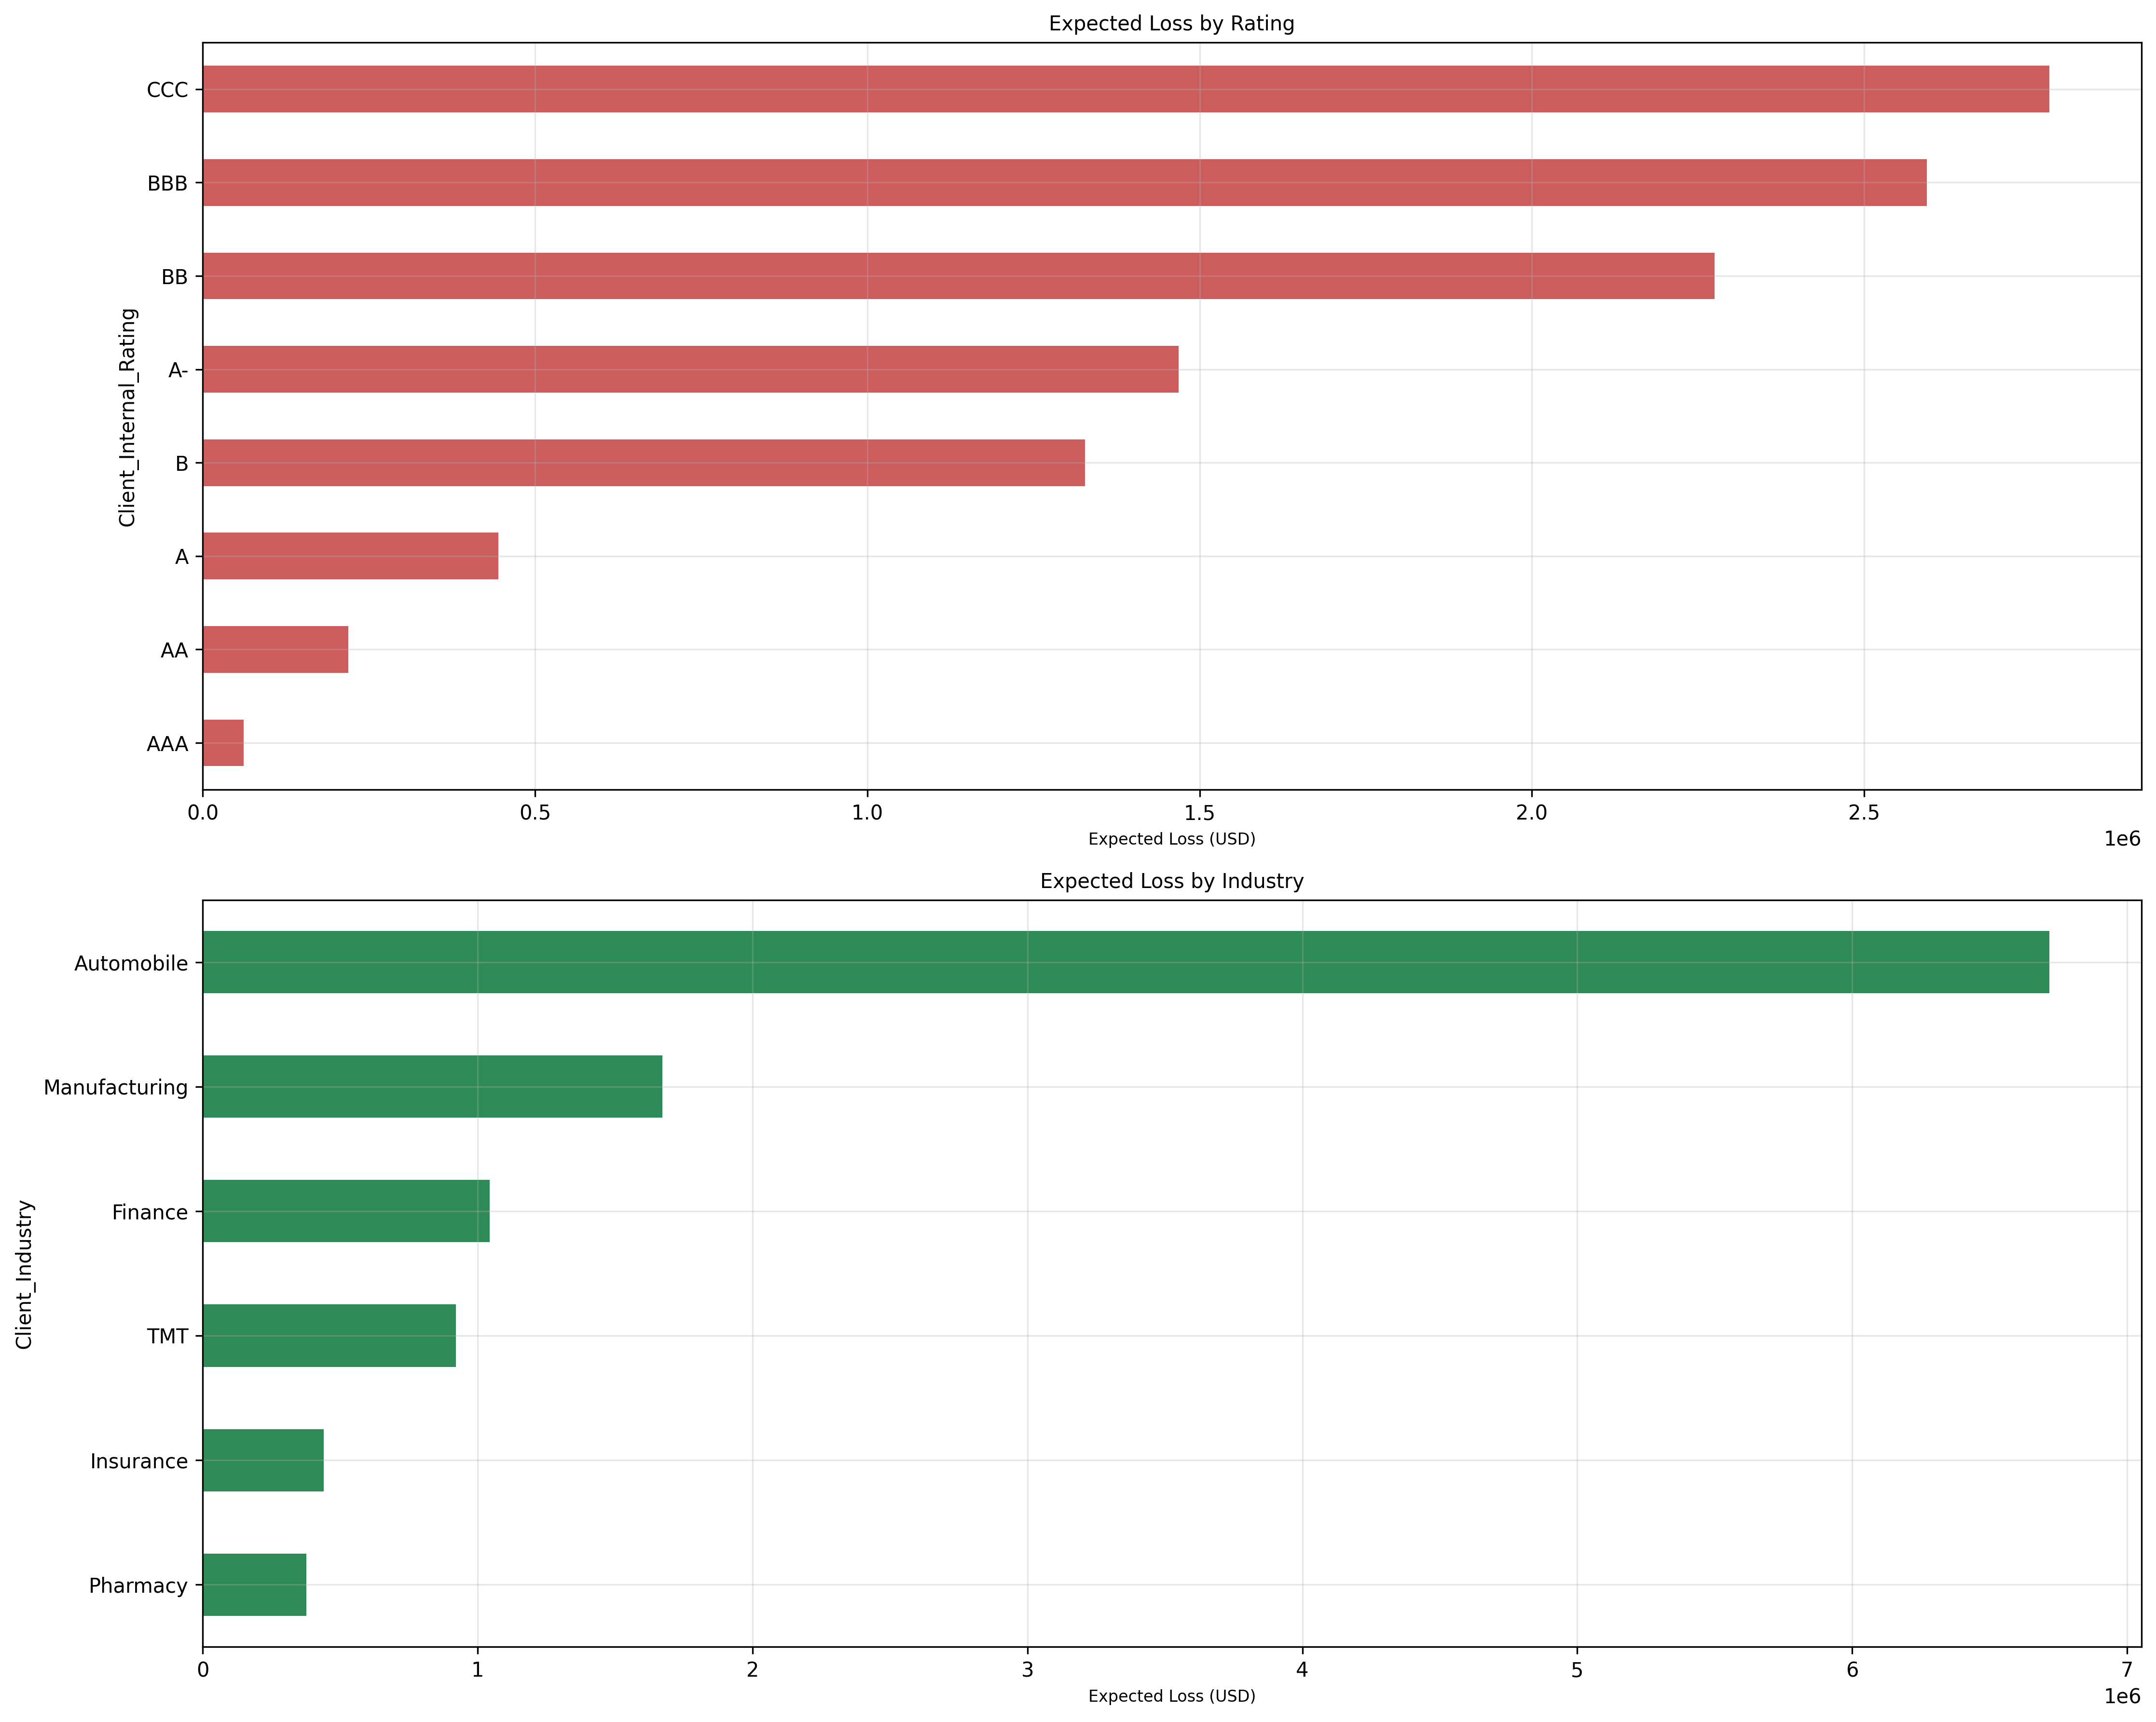 Expected Loss by Rating
Client_Internal_Rating
CCC
BBB
BB
A-
B
A
AA
AAA
0.0 0.5 1.0 1.5 2.0 2.5
Expected Loss (USD)
1e6
Expected Loss by Industry
Client_Industry
Automobile
Manufacturing
Finance
TMT
Insurance
Pharmacy
0 1 2 3 4 5 6 7
Expected Loss (USD)
1e6